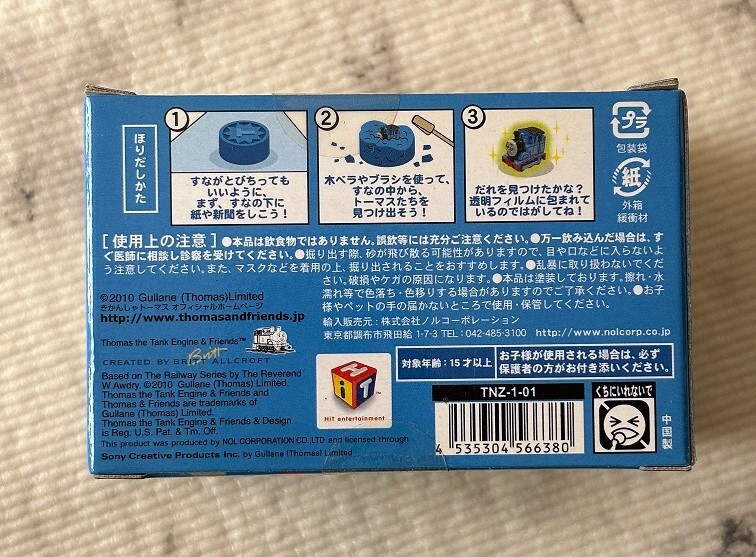 ほりだしかた
1
すながとびちっても
いいように、
まず、すなの下に
紙や新聞をしこう！
2
木ベラやブラシを使って、
すなの中から、
トーマスたちを
見つけ出そう！
3
だれを見つけたかな？
透明フィルムに包まれて
いるのではがしてね！
プラ
包装袋
紙
外箱
緩衝材
［使用上の注意］●本品は飲食物ではありません。誤飲等には充分ご注意ください。●万一飲み込んだ場合は、す
ぐ医師に相談し診察を受けてください。●掘り出す際、砂が飛び散る可能性がありますので、目や口などに入らないよ
う注意してください。また、マスクなどを着用の上、掘り出されることをおすすめします。●乱暴に取り扱わないでくだ
さい。破損やケガの原因になります。●本品は塗装しております。擦れ・水
濡れ等で色落ち・色移りする場合がありますのでご了承ください。●お子
様やペットの手の届かないところで使用・保管してください。
輸入販売元：株式会社ノルコーポレーション
東京都調布市飛田給 1-7-3 TEL: 042-485-3100 http://www.nolcorp.co.jp
©2010 Gullane (Thomas)Limited
きかんしゃトーマス オフィシャルホームページ
http://www.thomasandfriends.jp
Thomas the Tank Engine & Friends™
CREATED BY BRITT ALLCROFT
Based on The Railway Series by The Reverend
W Awdry. ©2010 Gullane (Thomas) Limited.
Thomas the Tank Engine & Friends and
Thomas & Friends are trademarks of
Gullane (Thomas) Limited.
Thomas the Tank Engine & Friends & Design
is Reg. U.S. Pat. & Tm. Off.
This product was produced by NOL CORPORATION CO.,LTD and licensed through
Sony Creative Products Inc. by Gullane (Thomas) Limited
HiT
HiT entertainment
対象年齢：15才以上
お子様が使用される場合は、必ず
保護者の方がお付き添いください。
TNZ-1-01
4 535304 566380
くちにいれないで
中国製